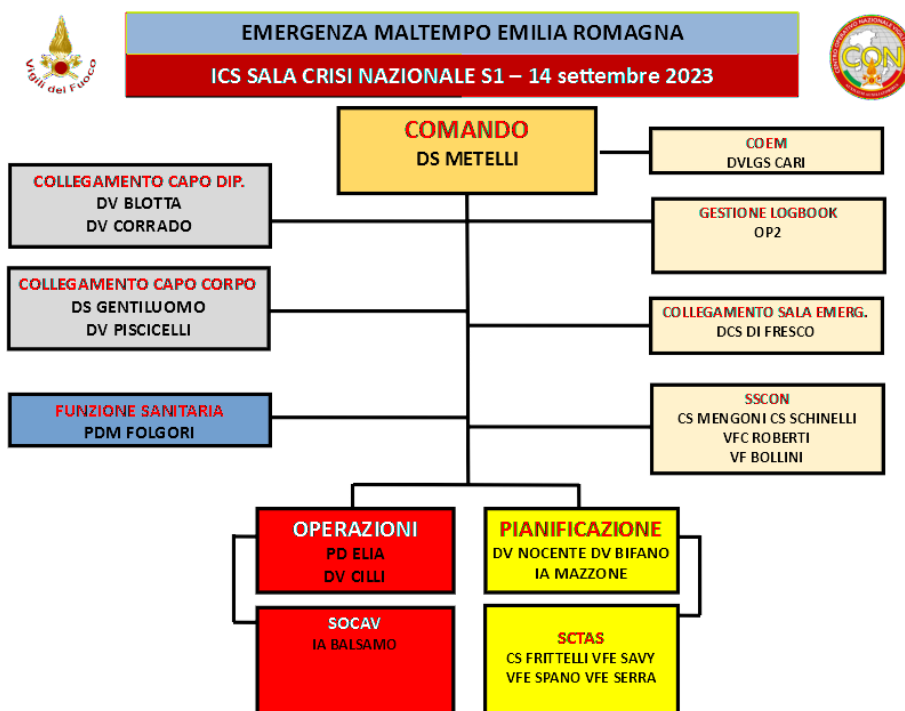 EMERGENZA MALTEMPO EMILIA ROMAGNA
ICS SALA CRISI NAZIONALE S1 – 14 settembre 2023
Vigili del Fuoco
CON
COMANDO
DS METELLI
COEM
DVLGS CARI
COLLEGAMENTO CAPO DIP.
DV BLOTTA
DV CORRADO
GESTIONE LOGBOOK
OP2
COLLEGAMENTO CAPO CORPO
DS GENTILUOMO
DV PISCICELLI
COLLEGAMENTO SALA EMERG.
DCS DI FRESCO
FUNZIONE SANITARIA
PDM FOLGORI
SSCON
CS MENGONI CS SCHINELLI
VFC ROBERTI
VF BOLLINI
OPERAZIONI
PD ELIA
DV CILLI
PIANIFICAZIONE
DV NOCENTE DV BIFANO
IA MAZZONE
SOCAV
IA BALSAMO
SCTAS
CS FRITTELLI VFE SAVY
VFE SPANO VFE SERRA